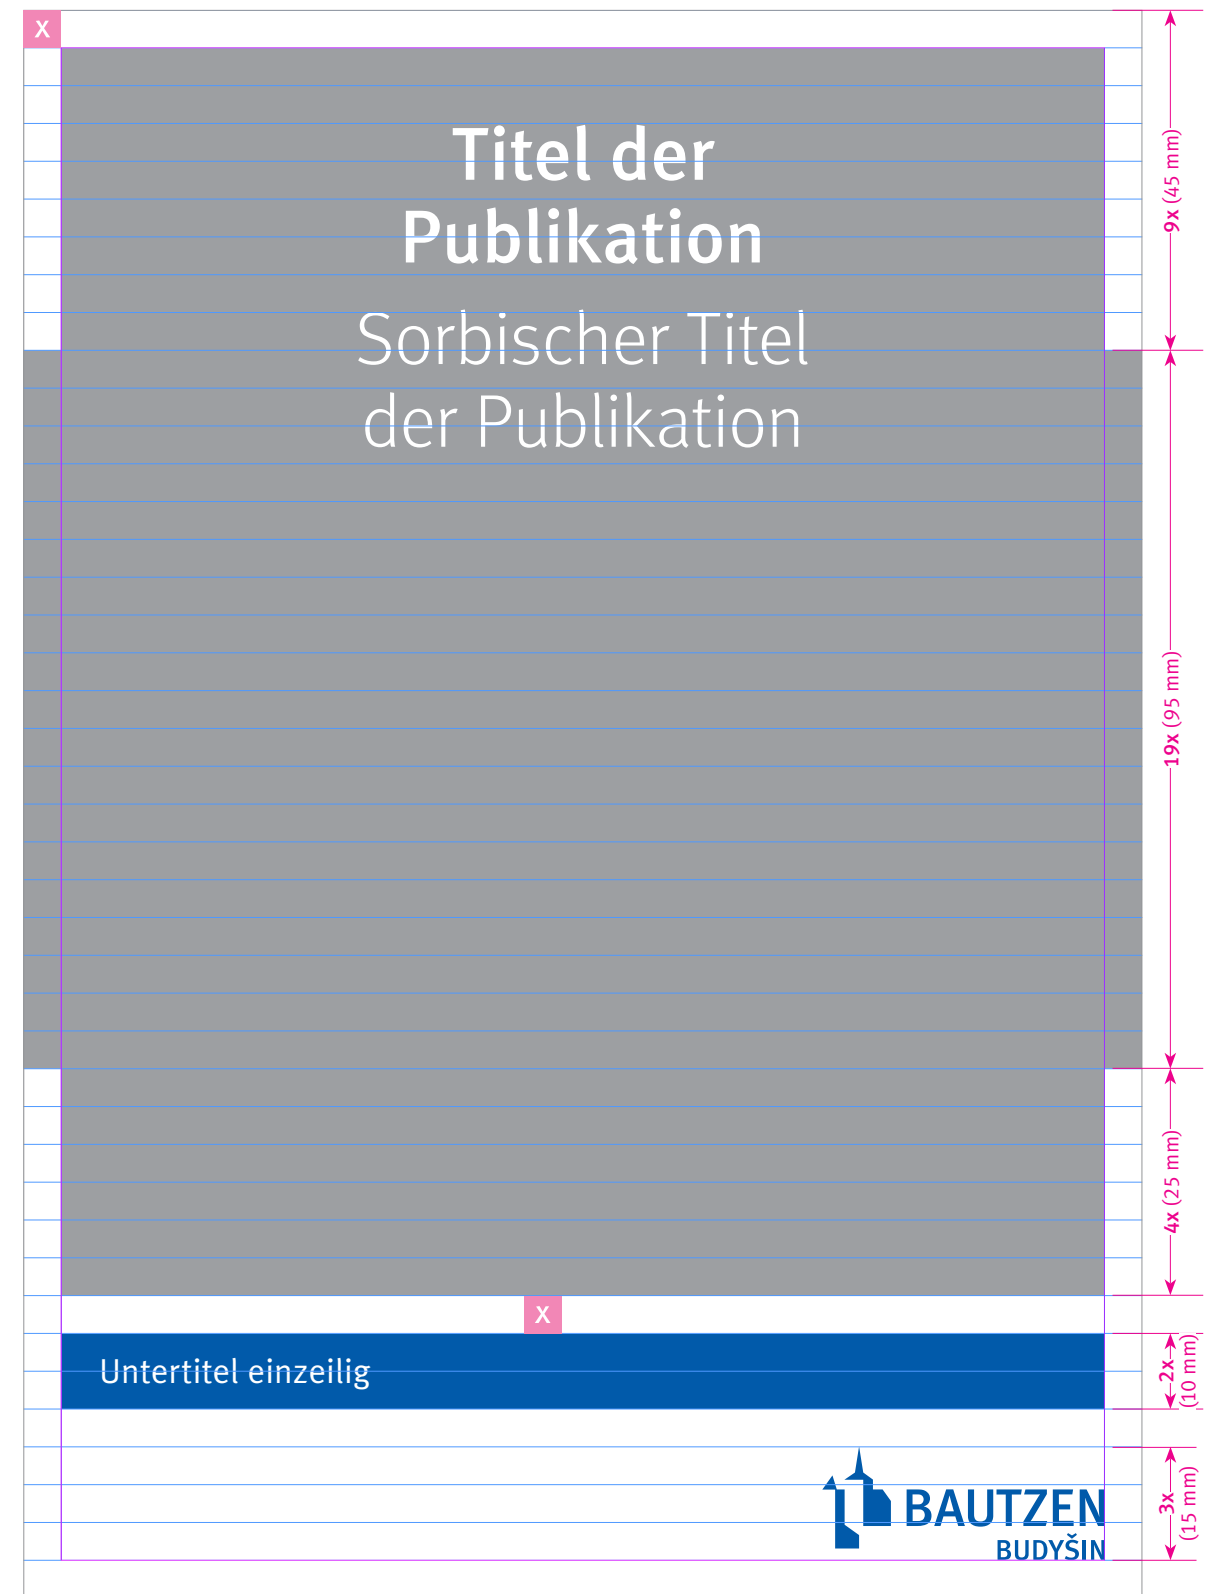 X
Titel der
Publikation
Sorbischer Titel
der Publikation
9x (45 mm)
19x (95 mm)
4x (25 mm)
X
Untertitel einzeilig
2x
(10 mm)
BAUTZEN
BUDYŠIN
3x
(15 mm)